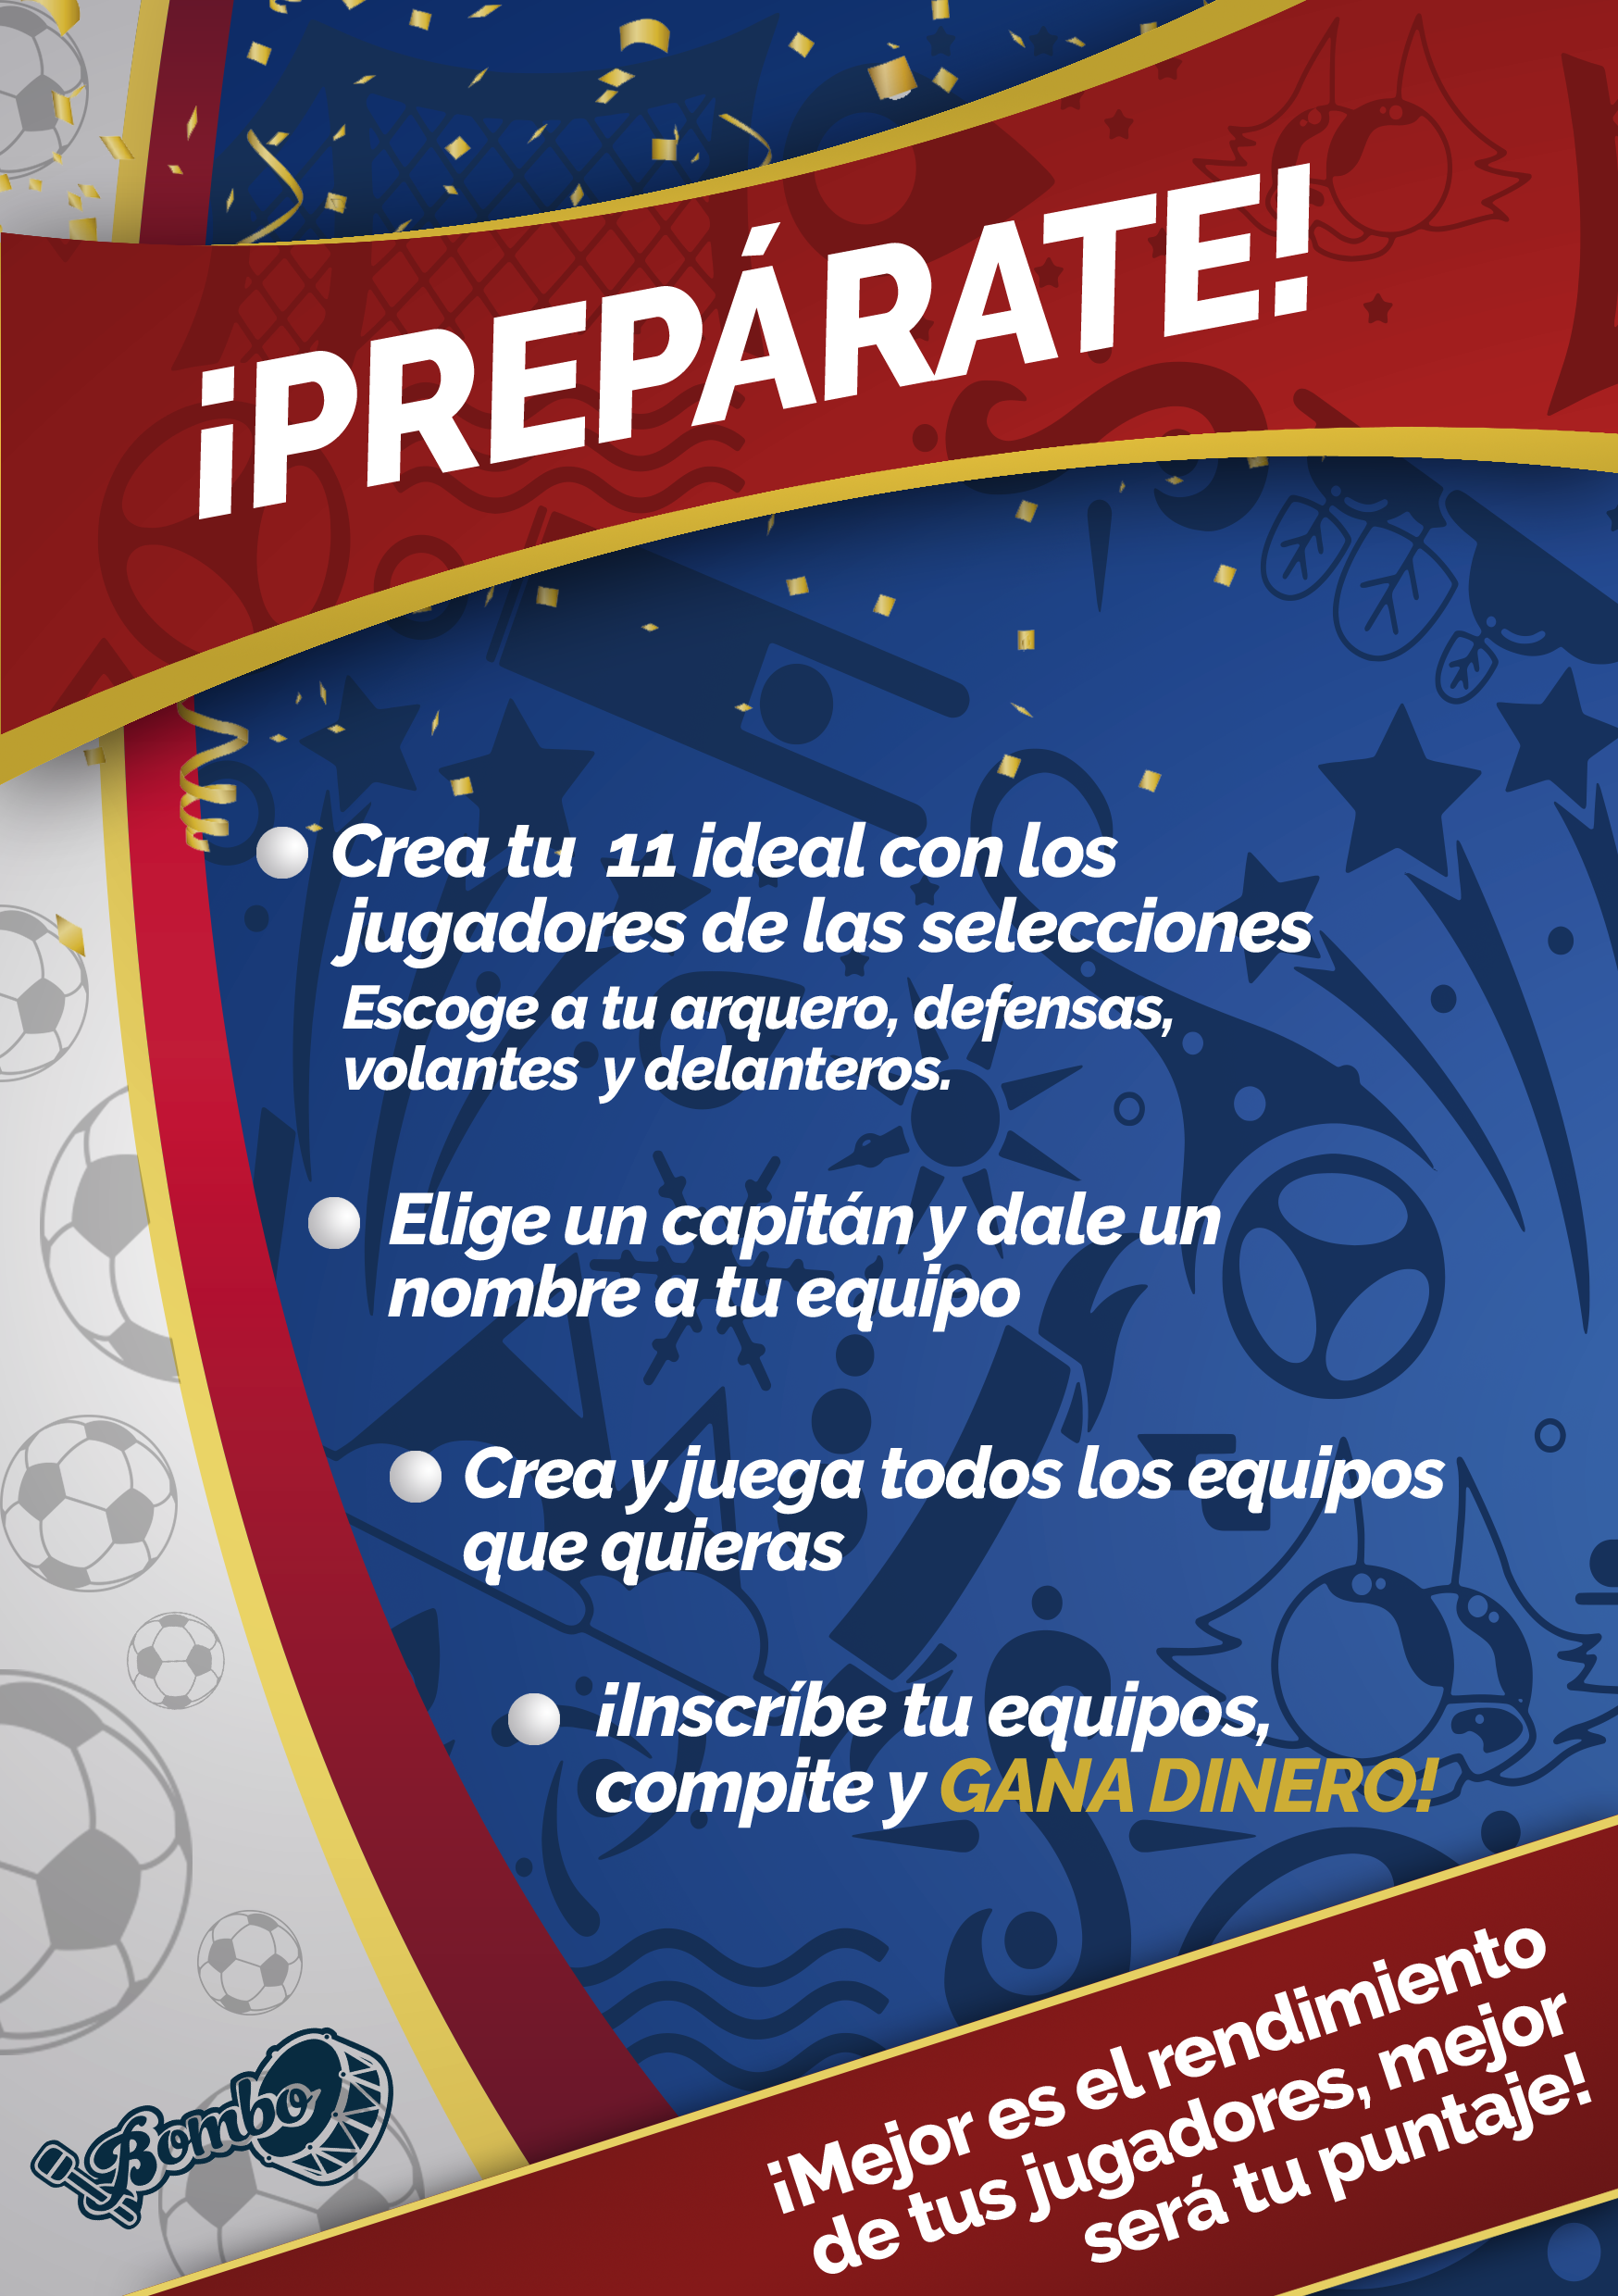 ¡PREPÁRATE!
Crea tu 11 ideal con los
jugadores de las selecciones
Escoge a tu arquero, defensas,
volantes y delanteros.
Elige un capitán y dale un
nombre a tu equipo
Crea y juega todos los equipos
que quieras
¡Inscríbe tu equipos,
compite y GANA DINERO!
¡Mejor es el rendimiento
de tus jugadores, mejor
será tu puntaje!
Bombo